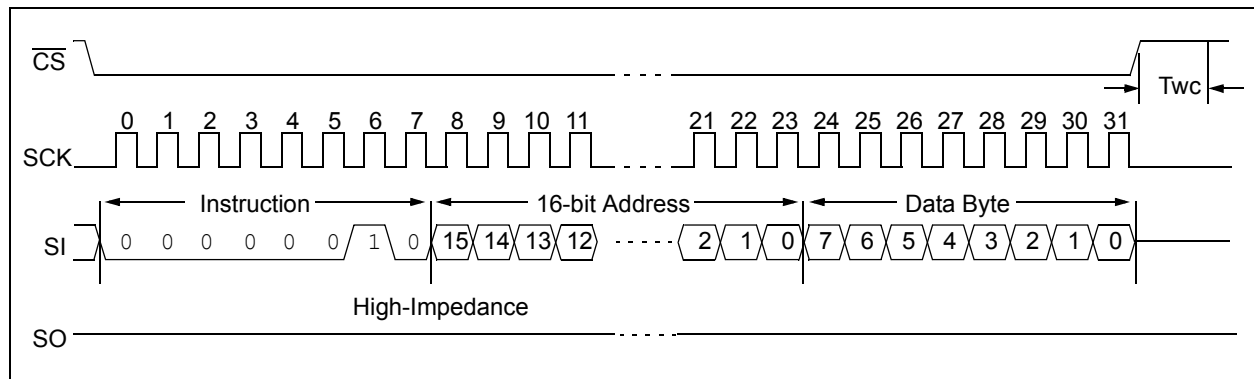 CS
Twc
0 1 2 3 4 5 6 7 8 9 10 11 21 22 23 24 25 26 27 28 29 30 31
SCK
Instruction 16-bit Address Data Byte
SI 0 0 0 0 0 0 1 0 15 14 13 12 2 1 0 7 6 5 4 3 2 1 0
High-Impedance
SO